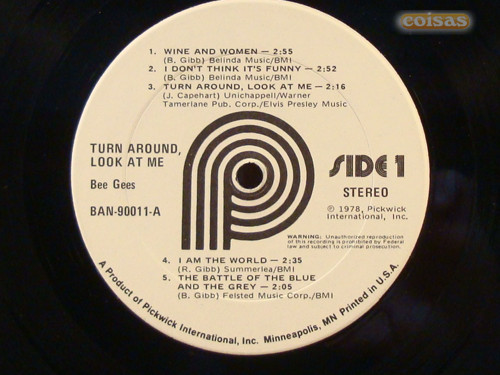 eoisas
1. WINE AND WOMEN — 2:55
(B. Gibb) Belinda Music/BMI
2. I DON'T THINK IT'S FUNNY — 2:52
(B. Gibb) Belinda Music/BMI
3. TURN AROUND, LOOK AT ME — 2:16
(J. Capehart) Unichappell/Warner
Tamerlane Pub. Corp./Elvis Presley Music
TURN AROUND,
LOOK AT ME
Bee Gees
BAN-90011-A
SIDE 1
STEREO
℗ 1978, Pickwick
International, Inc.
WARNING: Unauthorized reproduction
of this recording is prohibited by Federal
law and subject to criminal prosecution.
4. I AM THE WORLD — 2:35
(R. Gibb) Summerlea/BMI
5. THE BATTLE OF THE BLUE
AND THE GREY — 2:05
(B. Gibb) Felsted Music Corp./BMI
A Product of Pickwick International, Inc. Minneapolis, MN Printed in U.S.A.